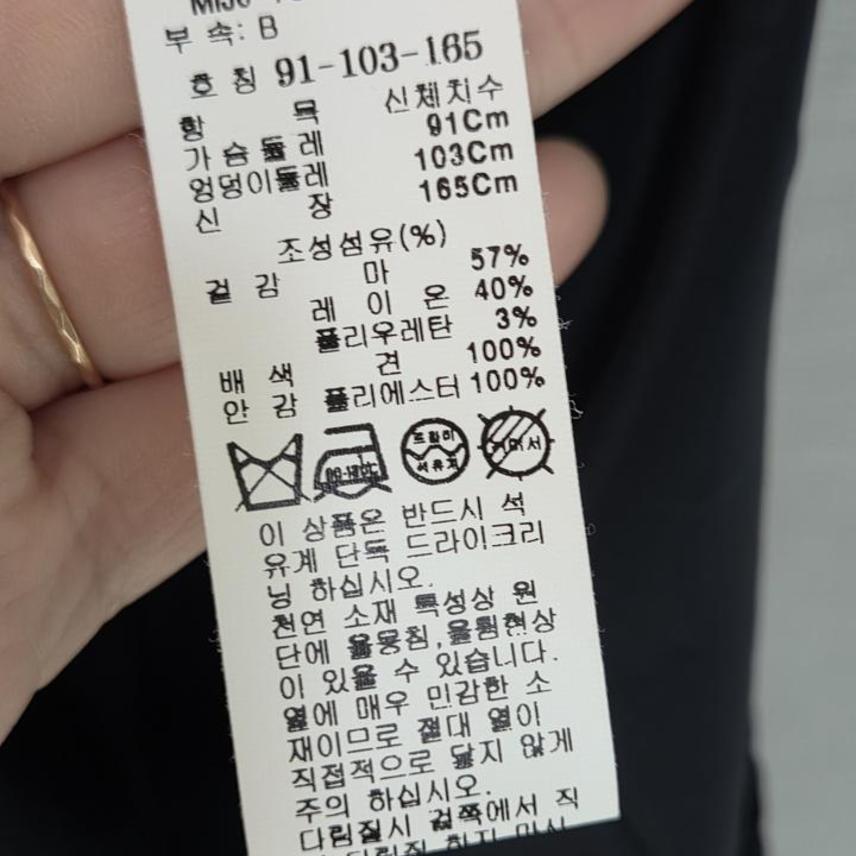 부 속: B
호 칭 91-103-165
항 목 신체치수
가슴둘레 91Cm
엉덩이둘레 103Cm
신 장 165Cm
조성섬유(%)
겉 감 마 57%
레 이 온 40%
폴리우레탄 3%
배 색 견 100%
안 감 폴리에스터 100%
드라이
석유계
이 상품은 반드시 석
유계 단독 드라이크리
닝 하십시오.
천연 소재 특성상 원
단에 올뭉침,올튐현상
이 있을 수 있습니다.
열에 매우 민감한 소
재이므로 절대 열이
직접적으로 닿지 않게
주의 하십시오.
다림질시 겉쪽에서 직